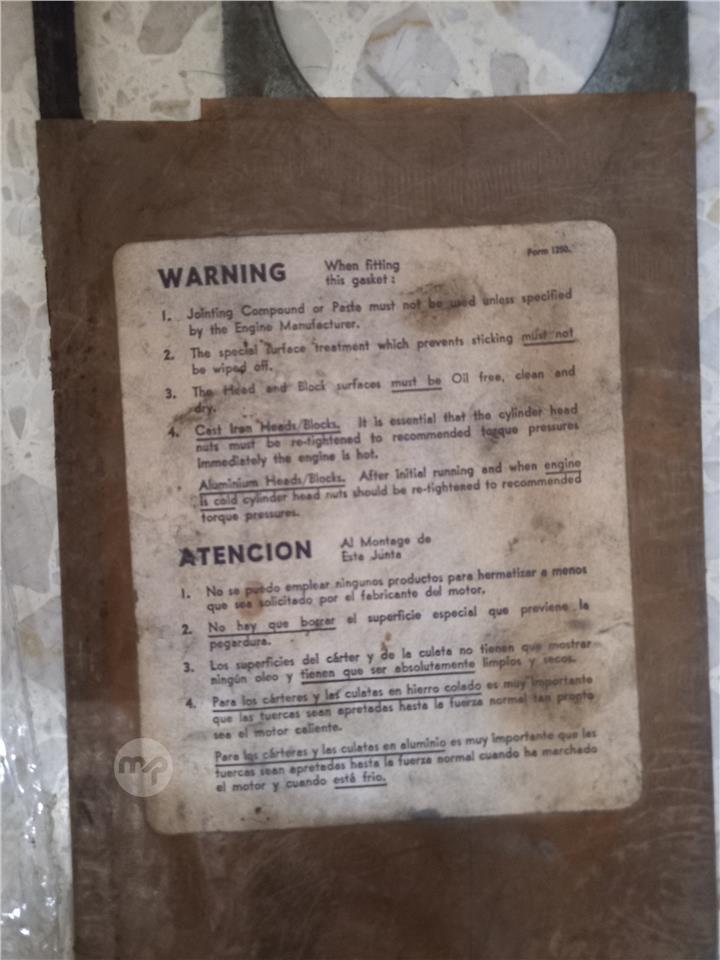 Form 1250.
WARNING
When fitting
this gasket:
1. Jointing Compound or Paste must not be used unless specified
by the Engine Manufacturer.
2. The special surface treatment which prevents sticking must not
be wiped off.
3. The Head and Block surfaces must be Oil free, clean and
dry.
4. Cast Iron Heads/Blocks. It is essential that the cylinder head
nuts must be re-tightened to recommended torque pressures
immediately the engine is hot.
Aluminium Heads/Blocks. After initial running and when engine
is cold cylinder head nuts should be re-tightened to recommended
torque pressures.
ATENCION
Al Montage de
Esta Junta
1. No se puedo emplear ningunos productos para hermatizar a menos
que sea solicitado por el fabricante del motor.
2. No hay que borrar el superficie especial que previene la
pegardura.
3. Los superficies del cárter y de la culata no tienen que mostrar
ningún oleo y tienen que ser absolutamente limpios y secos.
4. Para los cárteres y las culatas en hierro colado es muy importante
que las tuercas sean apretadas hasta la fuerza normal tan pronto
sea el motor caliente.
Para los cárteres y las culatas en aluminio es muy importante que las
tuercas sean apretadas hasta la fuerza normal cuando ha marchado
el motor y cuando está frio.
mp